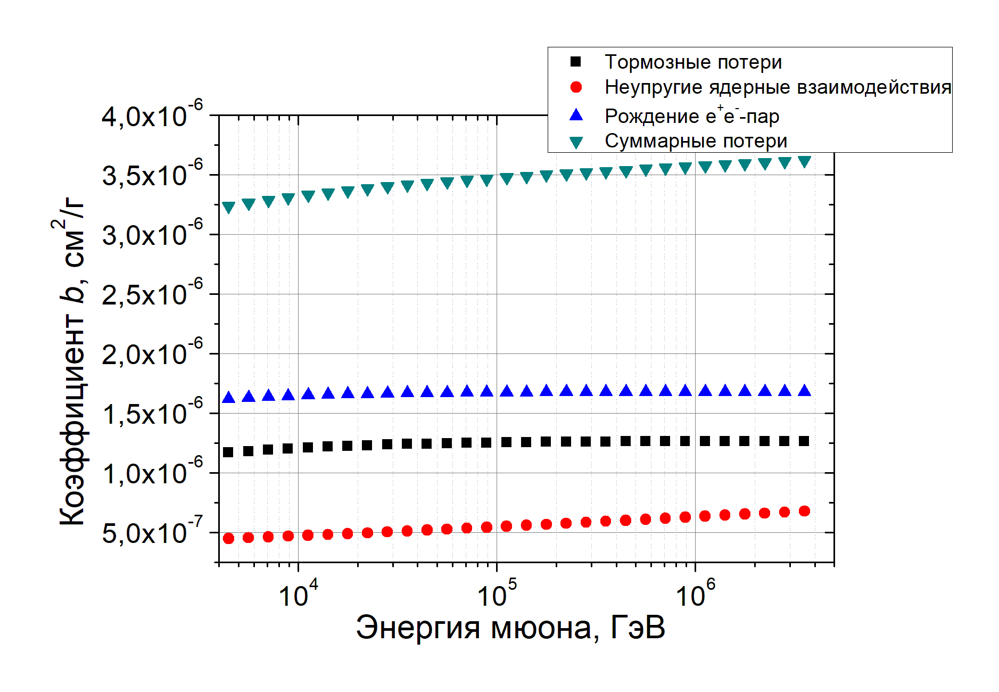 Тормозные потери
Неупругие ядерные взаимодействия
Рождение e⁺e⁻-пар
Суммарные потери
4,0x10⁻⁶
3,5x10⁻⁶
3,0x10⁻⁶
2,5x10⁻⁶
2,0x10⁻⁶
1,5x10⁻⁶
1,0x10⁻⁶
5,0x10⁻⁷
Коэффициент b, см²/г
10⁴
10⁵
10⁶
Энергия мюона, ГэВ